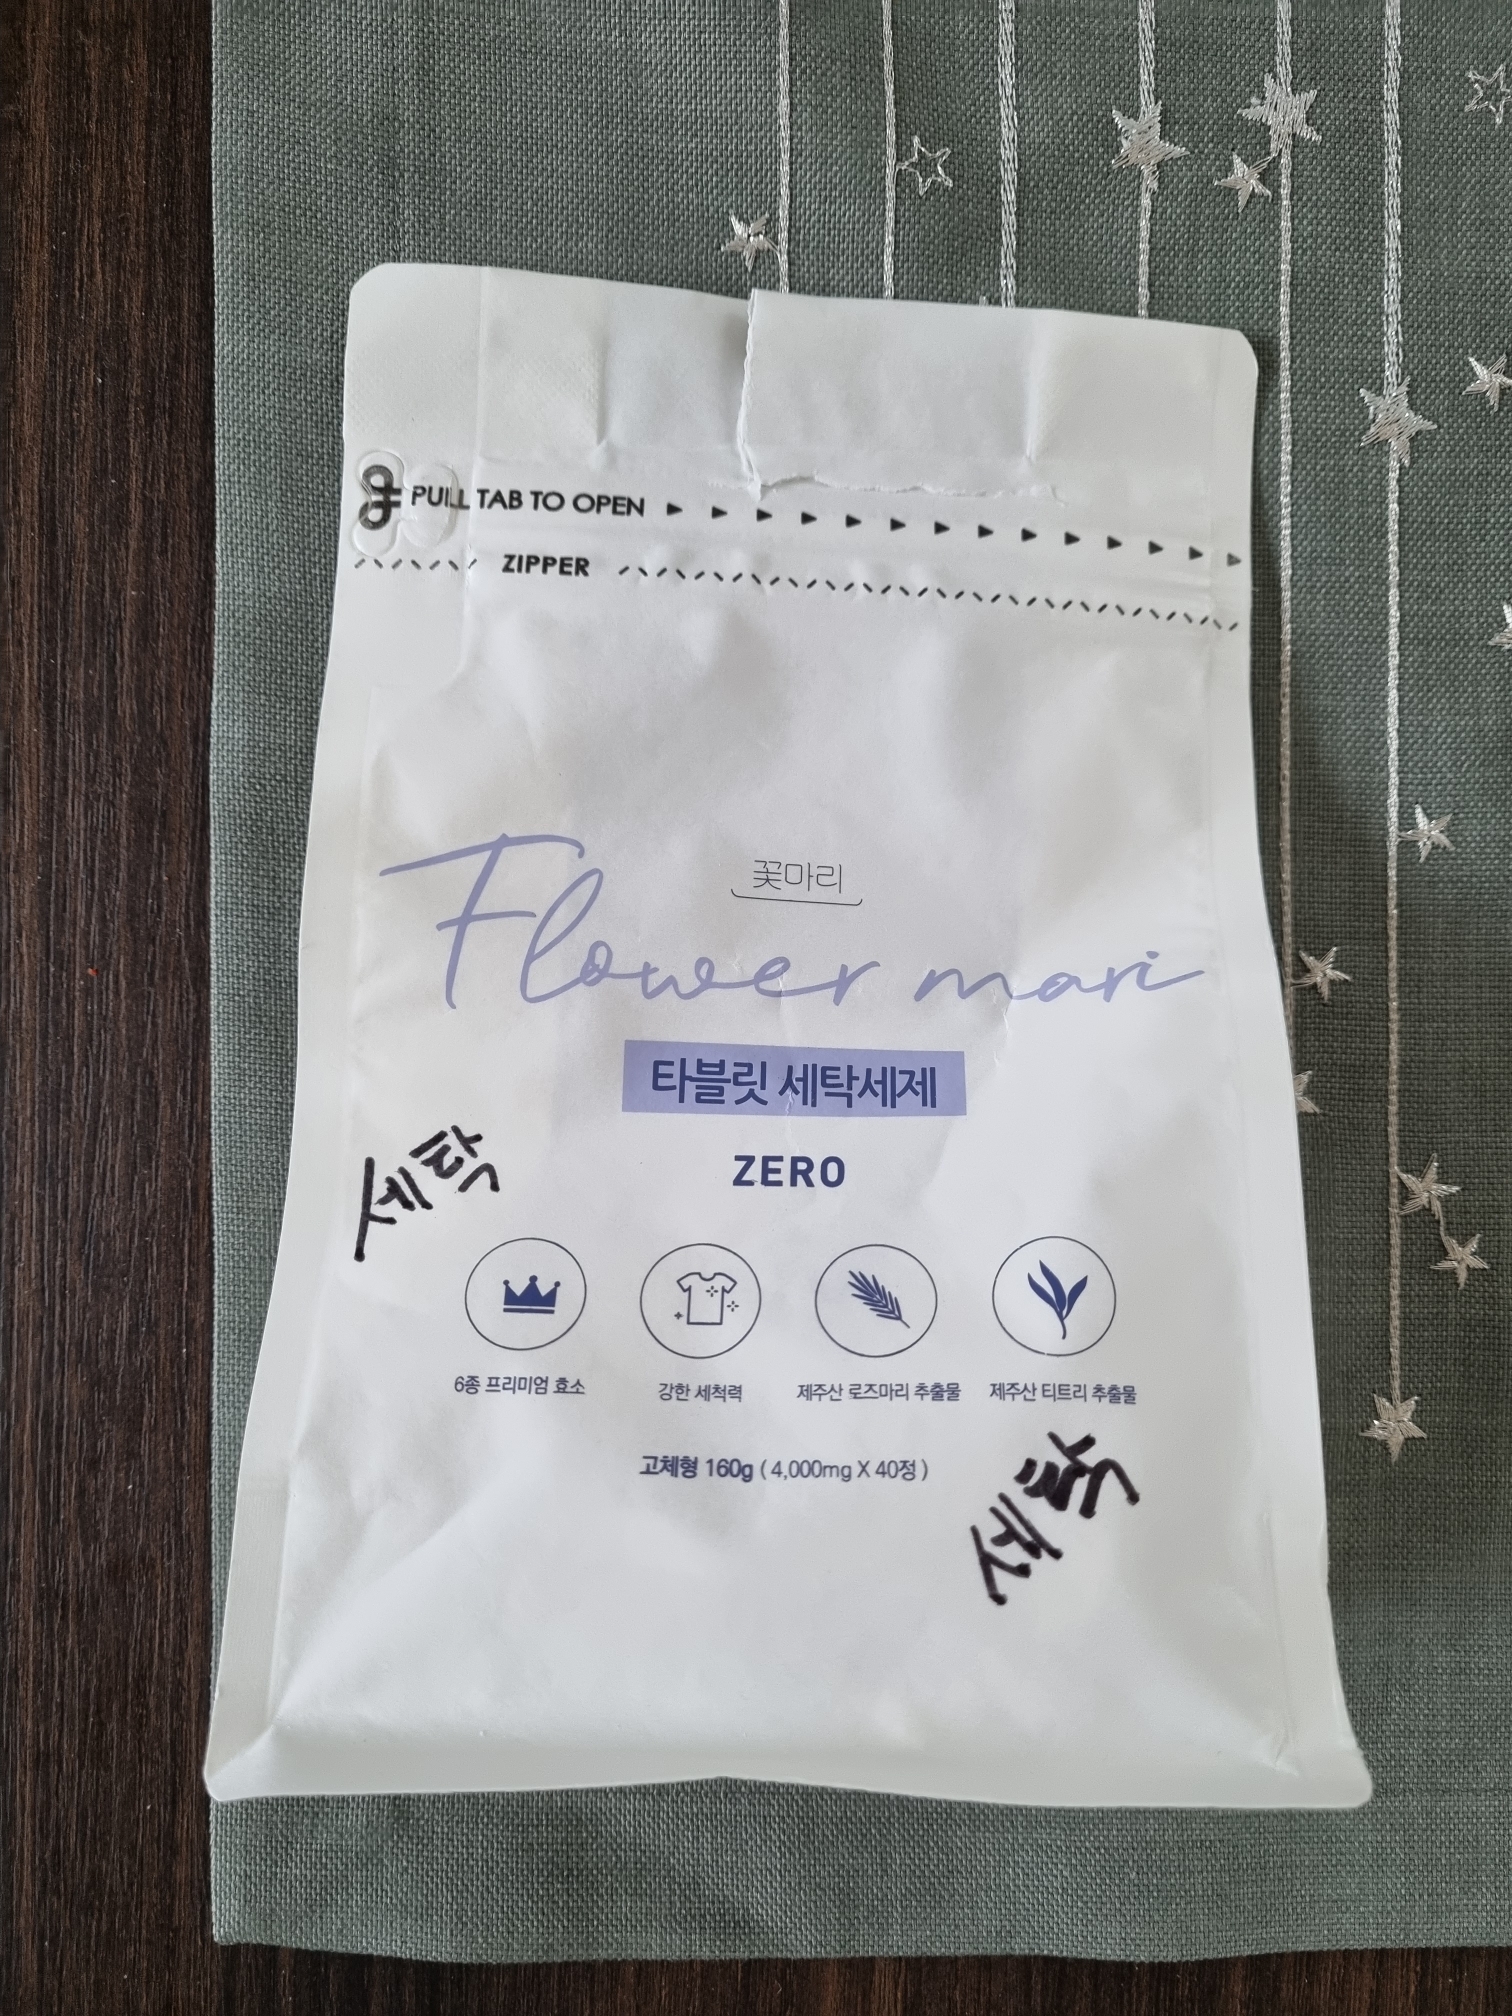 PULL TAB TO OPEN
ZIPPER
꽃마리
Flower mari
타블릿 세탁세제
ZERO
세탁
6종 프리미엄 효소
강한 세척력
제주산 로즈마리 추출물
제주산 티트리 추출물
고체형 160g ( 4,000mg X 40정 )